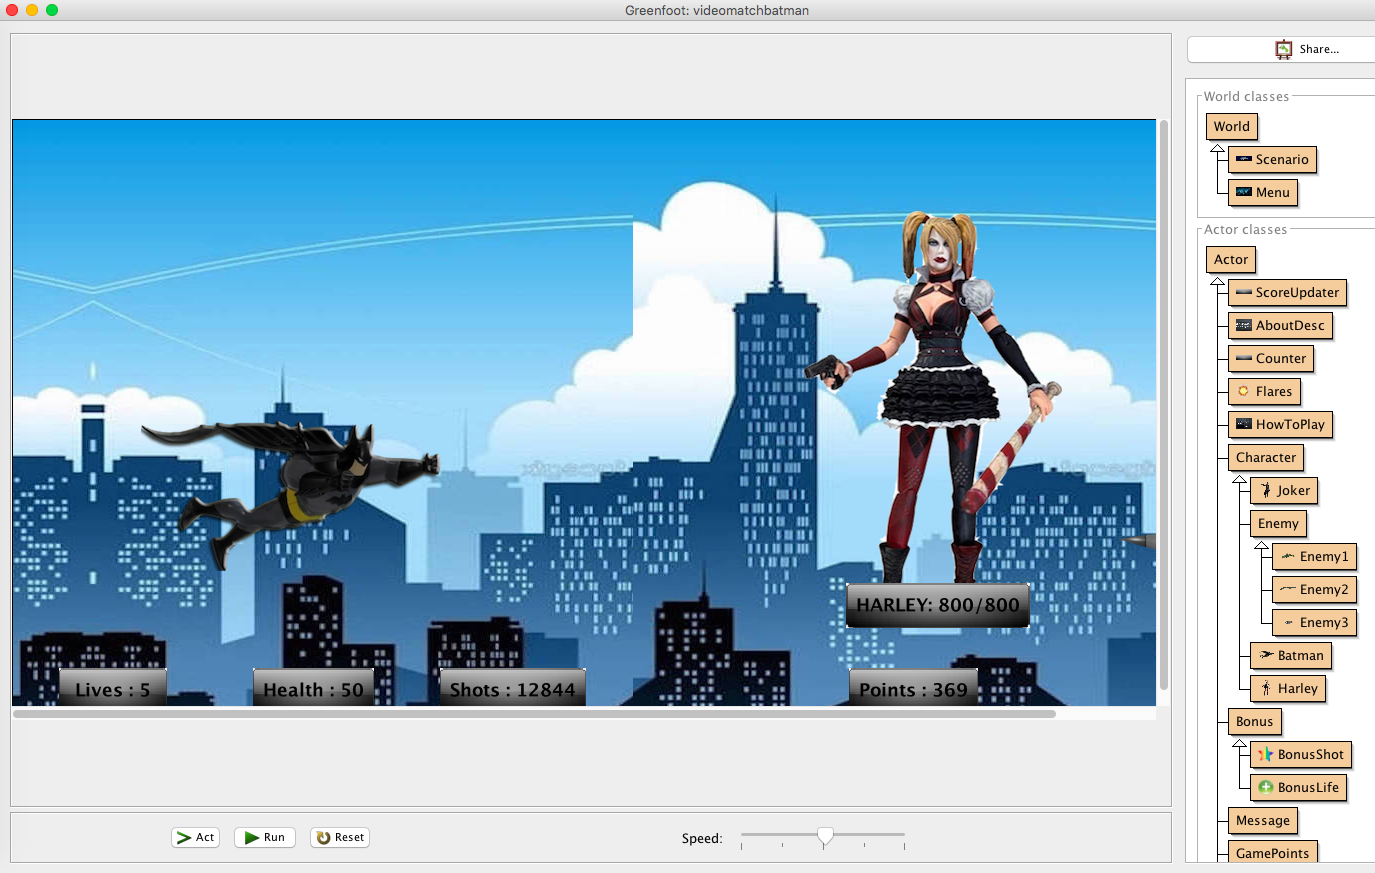 Greenfoot: videomatchbatman
Share...
World classes
World
Scenario
Menu
Actor classes
Actor
ScoreUpdater
AboutDesc
Counter
Flares
HowToPlay
Character
Joker
Enemy
Enemy1
Enemy2
Enemy3
Batman
Harley
Bonus
BonusShot
BonusLife
Message
GamePoints
HARLEY: 800/800
Lives : 5
Health : 50
Shots : 12844
Points : 369
Act
Run
Reset
Speed: